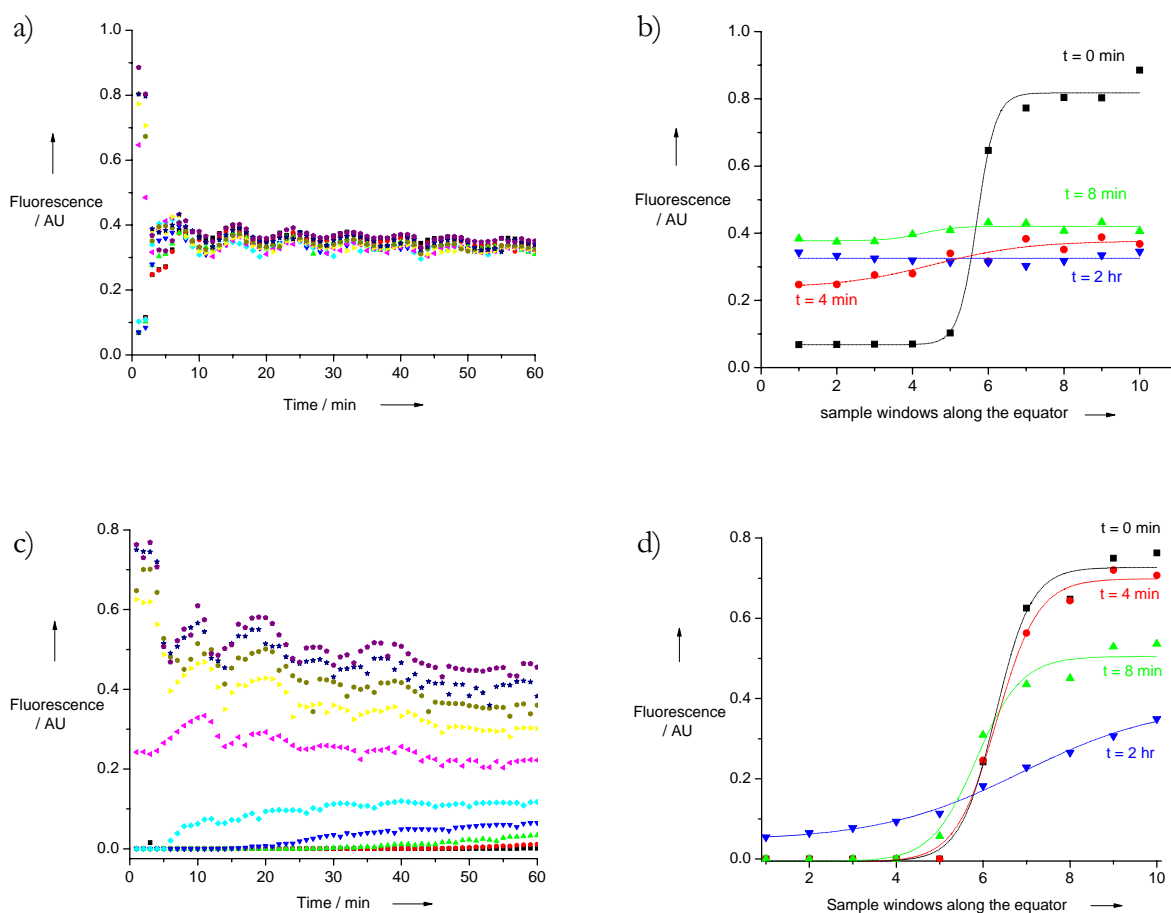 a)
1.0
0.8
0.6
0.4
0.2
0.0
Fluorescence
/ AU
0
10
20
30
40
50
60
Time / min
b)
1.0
0.8
0.6
0.4
0.2
0.0
Fluorescence
/ AU
t = 0 min
t = 8 min
t = 2 hr
t = 4 min
0
2
4
6
8
10
sample windows along the equator
c)
0.8
0.6
0.4
0.2
0.0
Fluorescence
/ AU
0
10
20
30
40
50
60
Time / min
d)
0.8
0.6
0.4
0.2
0.0
Fluorescence
/ AU
t = 0 min
t = 4 min
t = 8 min
t = 2 hr
2
4
6
8
10
Sample windows along the equator